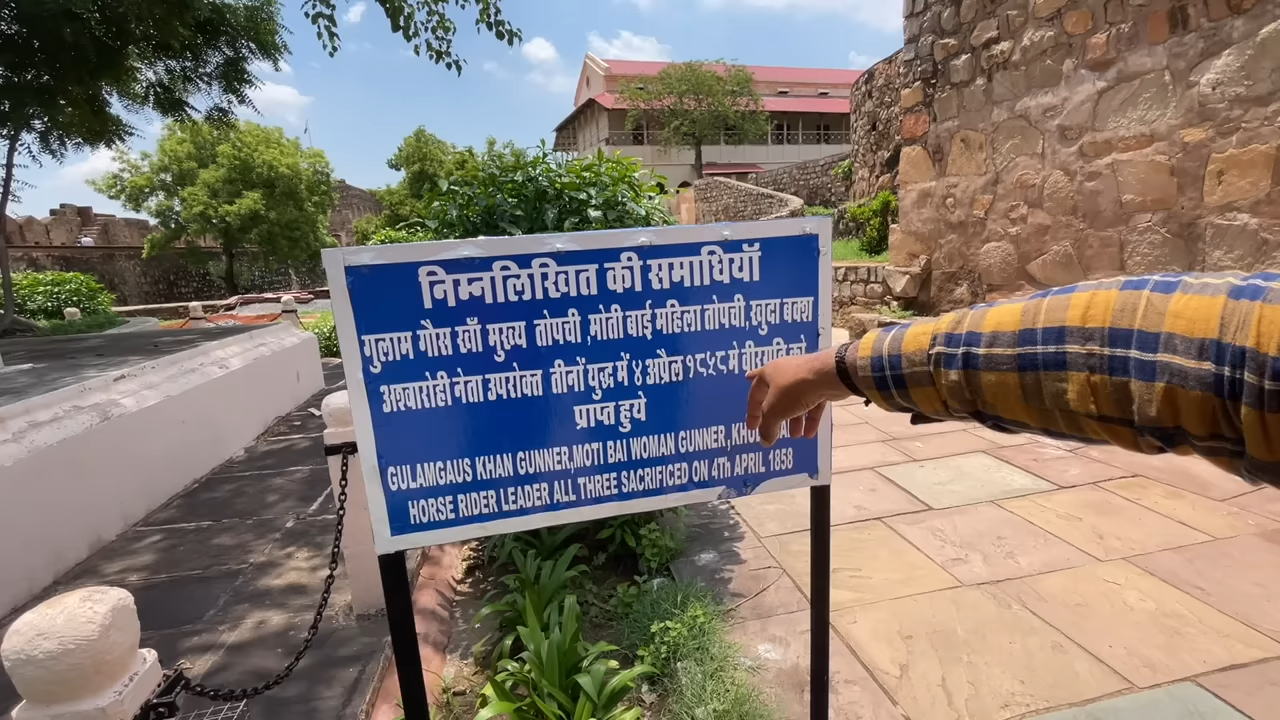 निम्नलिखित की समाधियॉ
गुलाम गौस खाँ मुख्य तोपची ,मोती बाई महिला तोपची, खुदा बक्श
अश्वारोही नेता उपरोक्त तीनों युद्ध में ४ अप्रैल १८५८ मे वीरगति को
प्राप्त हुये
GULAMGAUS KHAN GUNNER,MOTI BAI WOMAN GUNNER,
HORSE RIDER LEADER ALL THREE SACRIFICED ON 4Th APRIL 1858